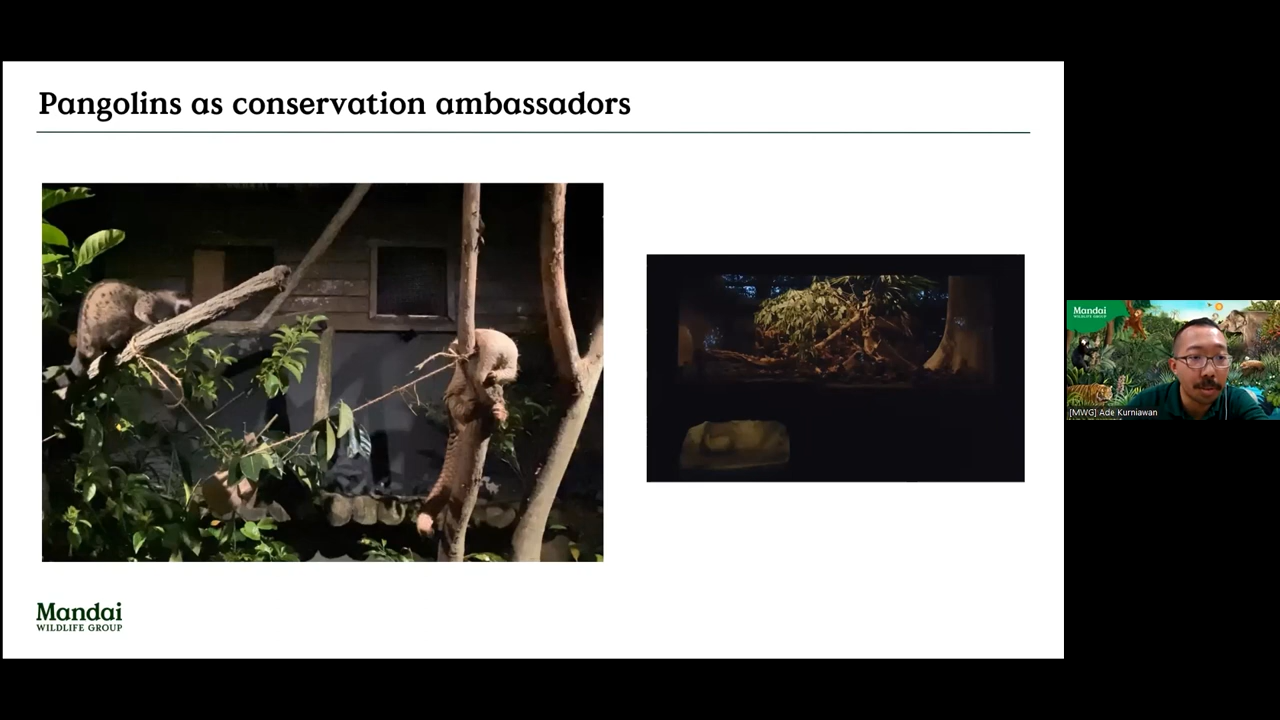 Pangolins as conservation ambassadors
Mandai
WILDLIFE GROUP
Mandai
WILDLIFE GROUP
[MWG] Ade Kurniawan